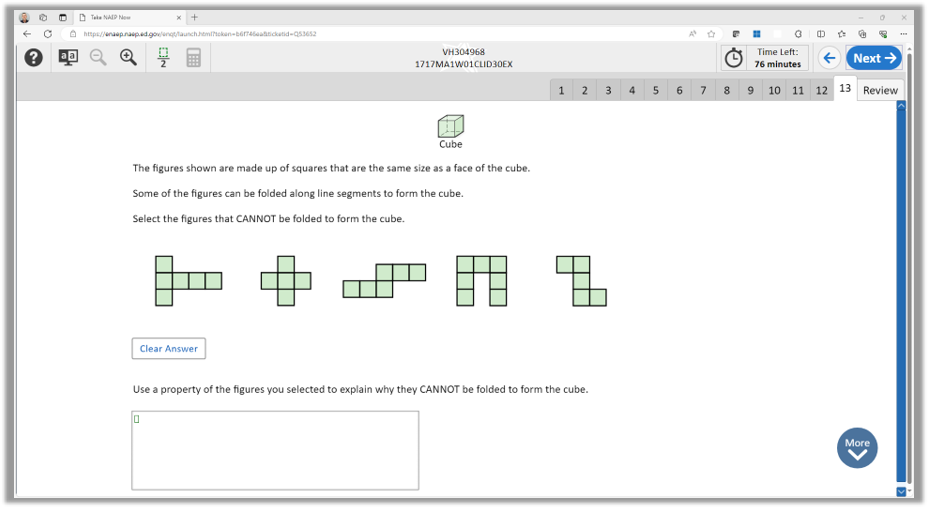 Take NAEP Now
https://enaep.naep.ed.gov/enqt/launch.html?token=b6f746ea&ticketId=Q53652
2
VH304968
1717MA1W01CLID30EX
Time Left:
76 minutes
Next
1 2 3 4 5 6 7 8 9 10 11 12 13 Review
Cube
The figures shown are made up of squares that are the same size as a face of the cube.
Some of the figures can be folded along line segments to form the cube.
Select the figures that CANNOT be folded to form the cube.
Clear Answer
Use a property of the figures you selected to explain why they CANNOT be folded to form the cube.
More